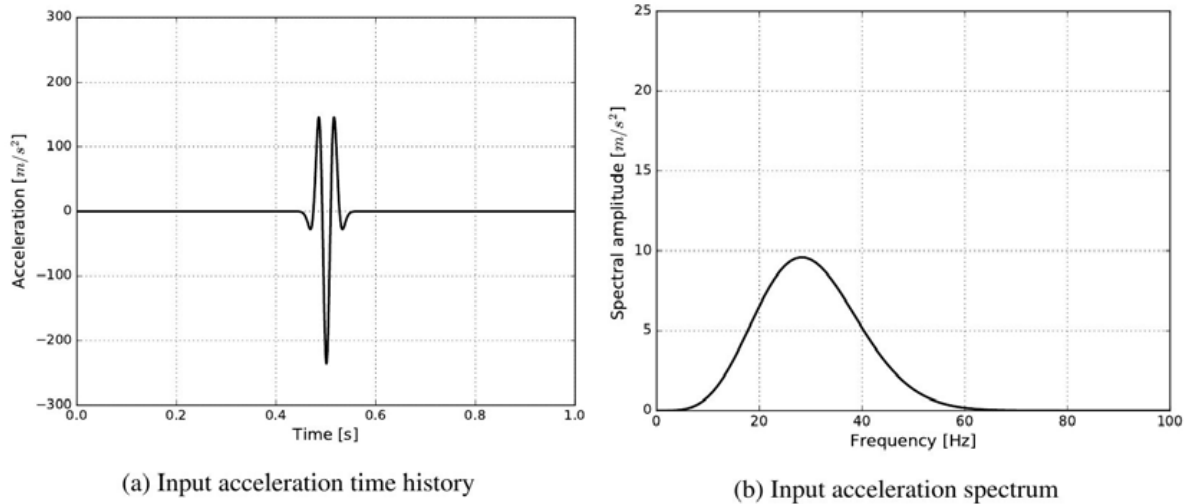 300
200
100
0
−100
−200
−300
Acceleration [m/s²]
0.0 0.2 0.4 0.6 0.8 1.0
Time [s]
(a) Input acceleration time history
25
20
15
10
5
0
Spectral amplitude [m/s²]
0 20 40 60 80 100
Frequency [Hz]
(b) Input acceleration spectrum